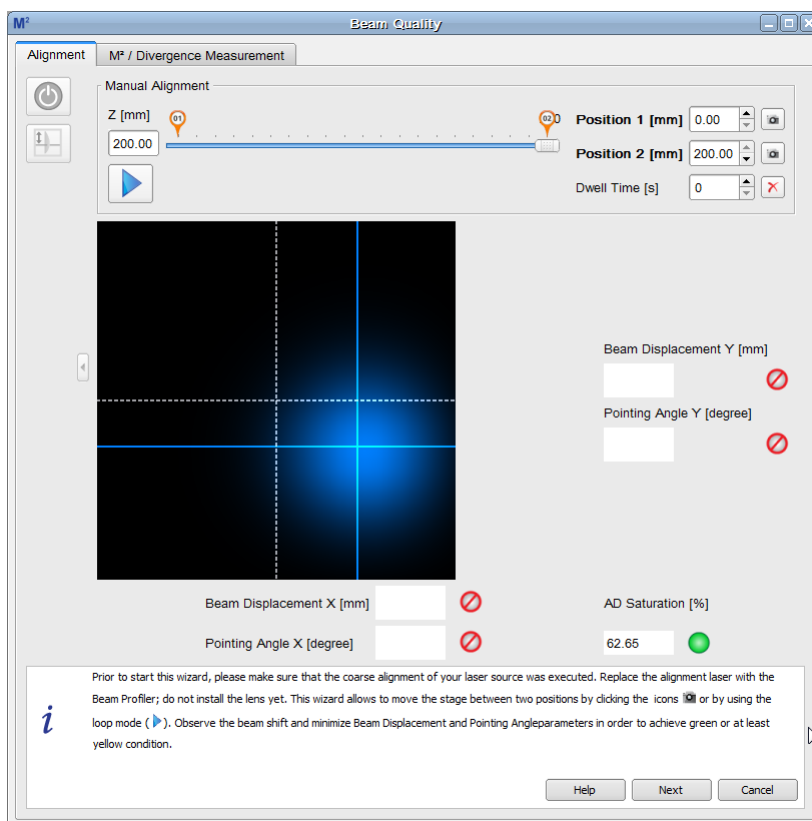 M² Beam Quality
Alignment M² / Divergence Measurement
Manual Alignment
Z [mm]
01 02 0
200.00
Position 1 [mm] 0.00
Position 2 [mm] 200.00
Dwell Time [s] 0
Beam Displacement Y [mm]
Pointing Angle Y [degree]
Beam Displacement X [mm]
Pointing Angle X [degree]
AD Saturation [%]
62.65
Prior to start this wizard, please make sure that the coarse alignment of your laser source was executed. Replace the alignment laser with the
Beam Profiler; do not install the lens yet. This wizard allows to move the stage between two positions by clicking the icons or by using the
loop mode ( ). Observe the beam shift and minimize Beam Displacement and Pointing Angleparameters in order to achieve green or at least
yellow condition.
i
Help Next Cancel